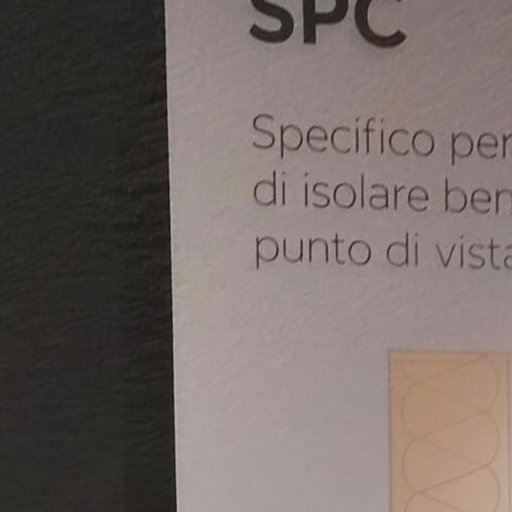 SPC
Specifico per
di isolare ben
punto di vista